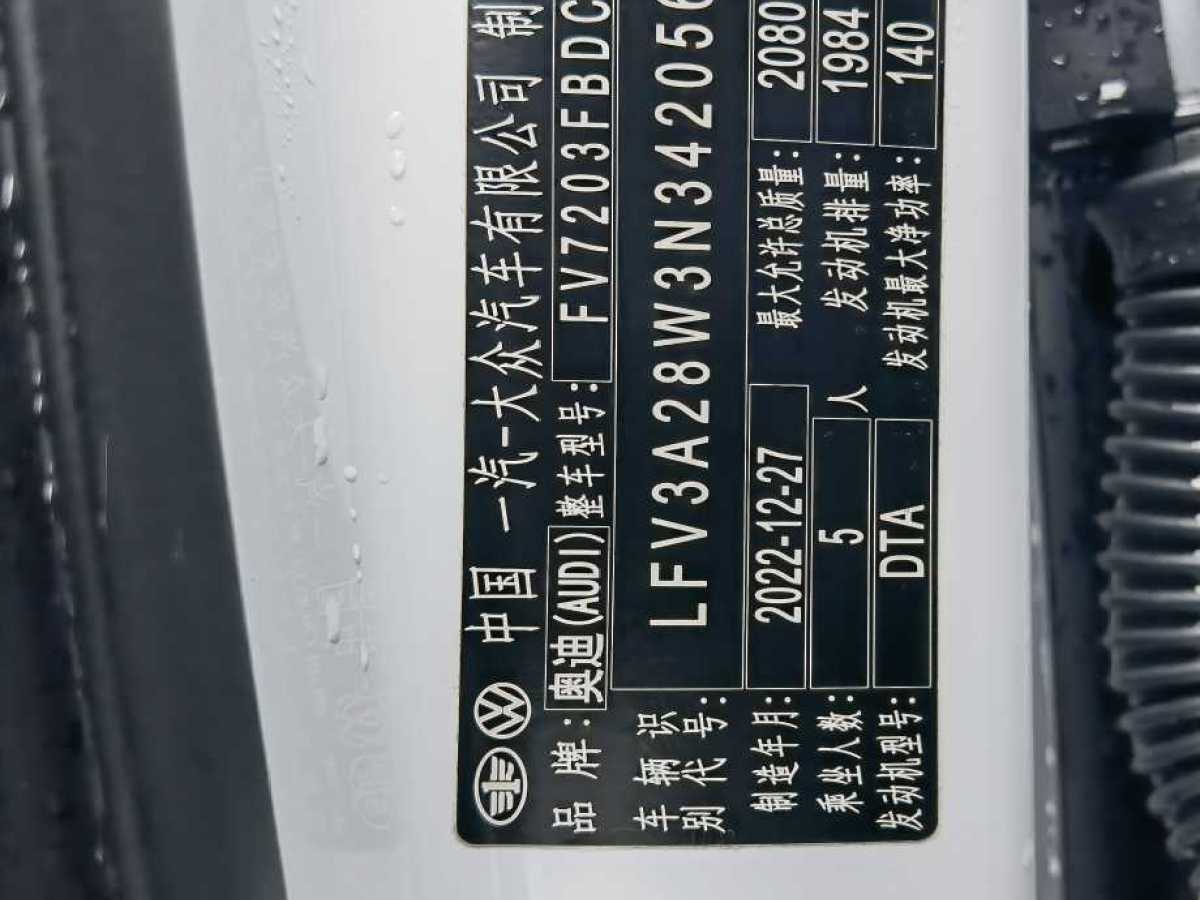 中国 一汽-大众汽车有限公司 制
品牌: 奥迪(AUDI) 整车型号: FV7203FBDC
车辆识别代号: LFV3A28W3N342056
制造年月: 2022-12-27 最大允许总质量: 2080
乘坐人数: 5 人 发动机排量: 1984
发动机型号: DTA 发动机最大净功率: 140